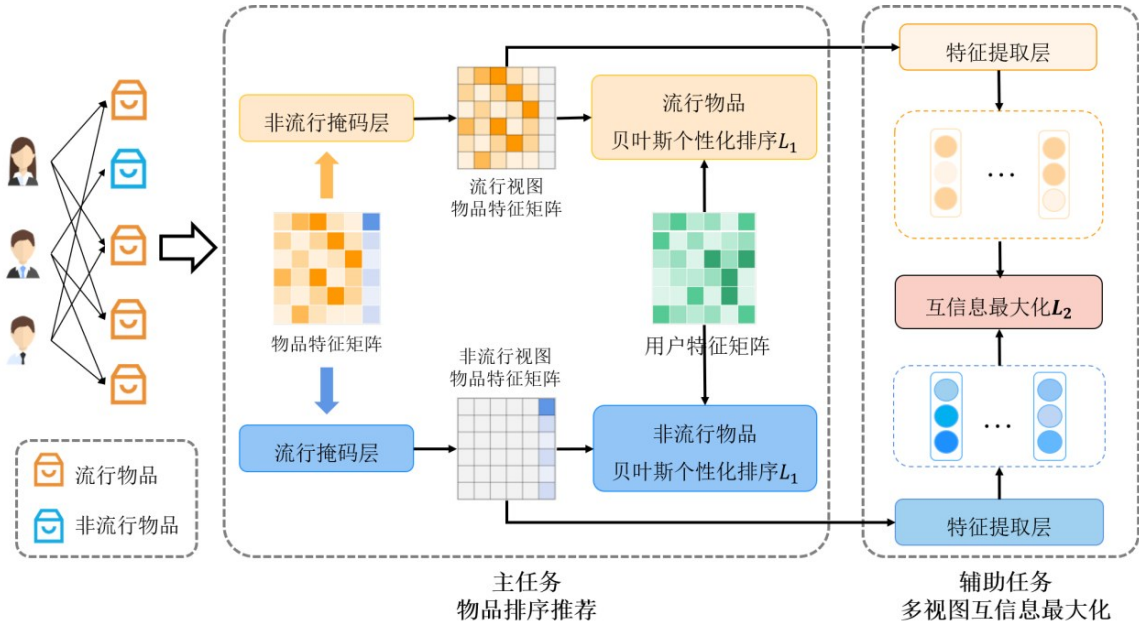 流行物品
非流行物品
非流行掩码层
流行视图
物品特征矩阵
流行物品
贝叶斯个性化排序L₁
物品特征矩阵
用户特征矩阵
非流行视图
物品特征矩阵
流行掩码层
非流行物品
贝叶斯个性化排序L₁
主任务
物品排序推荐
特征提取层
...
互信息最大化L₂
...
特征提取层
辅助任务
多视图互信息最大化